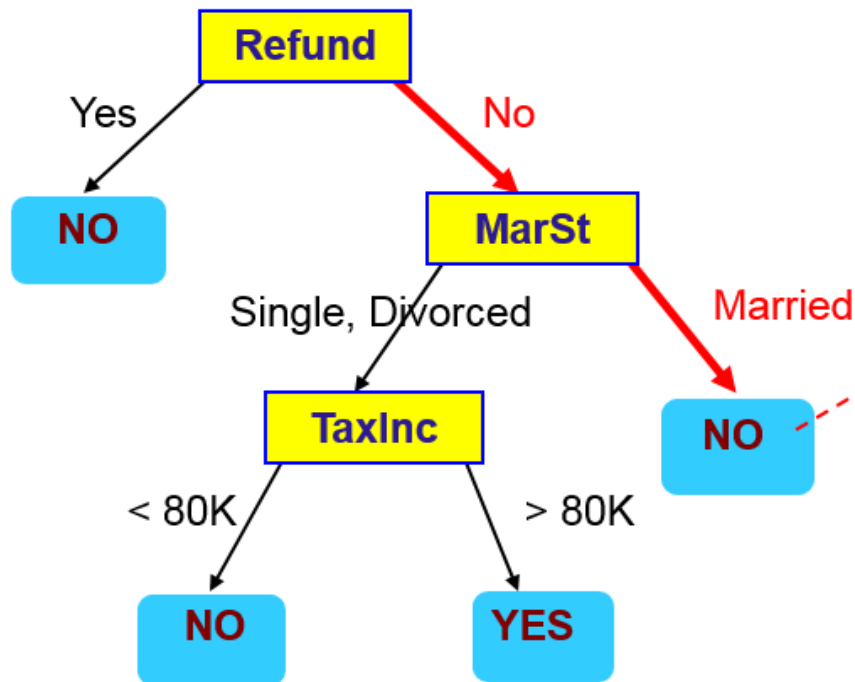 Refund
Yes
No
NO
MarSt
Single, Divorced
Married
TaxInc
NO
< 80K
> 80K
NO
YES